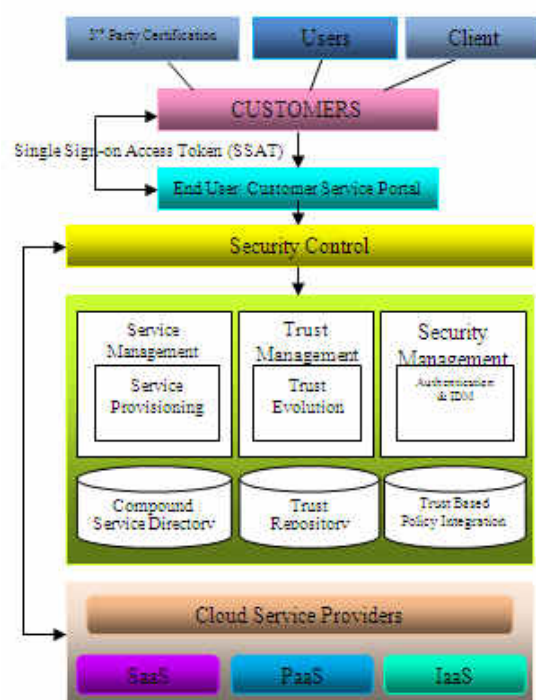 3rd Party Certification
Users
Client
CUSTOMERS
Single Sign-on Access Token (SSAT)
End User: Customer Service Portal
Security Control
Service
Management
Service
Provisioning
Trust
Management
Trust
Evolution
Security
Management
Authentication
& IDM
Compound
Service Directory
Trust
Repository
Trust Based
Policy Integration
Cloud Service Providers
SaaS
PaaS
IaaS